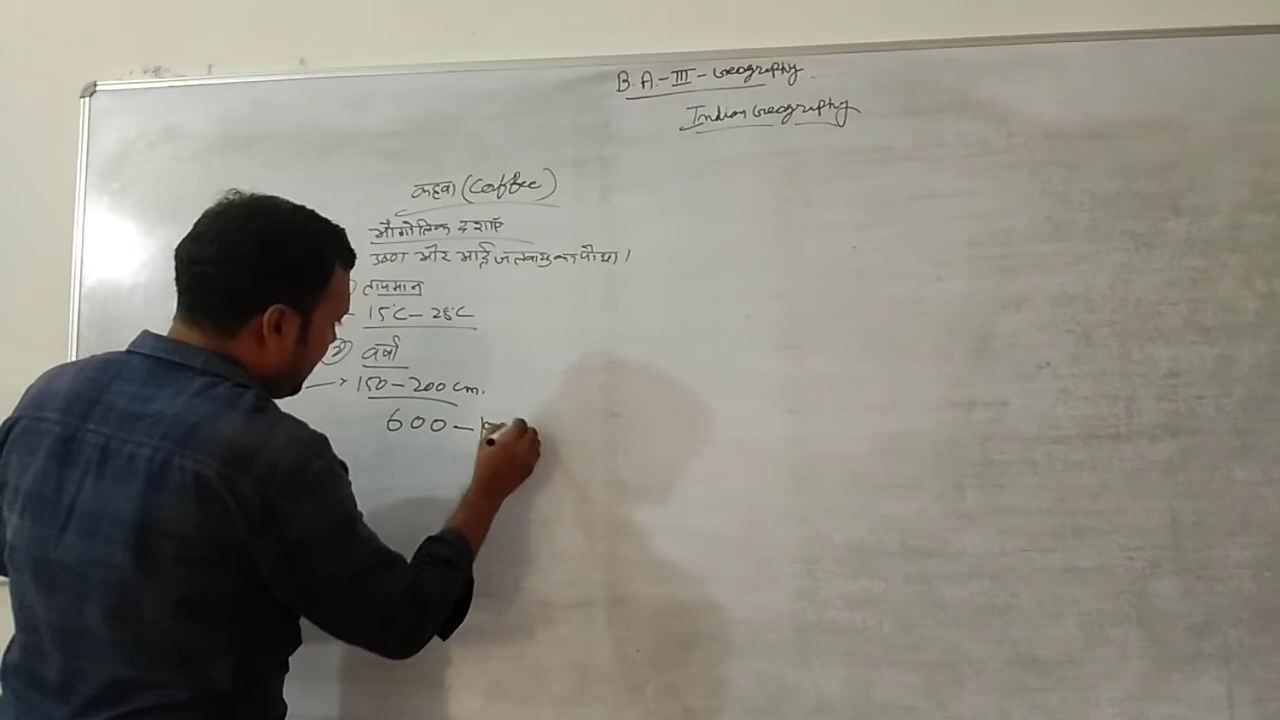 B.A.-III-Geography
Indian Geography
कहवा (Coffee)
भौगोलिक दशाएँ
उष्ण और आर्द्र जलवायु का पौधा।
तापमान
- 15°C - 28°C
② वर्षा
→ 150-200 cm.
600-